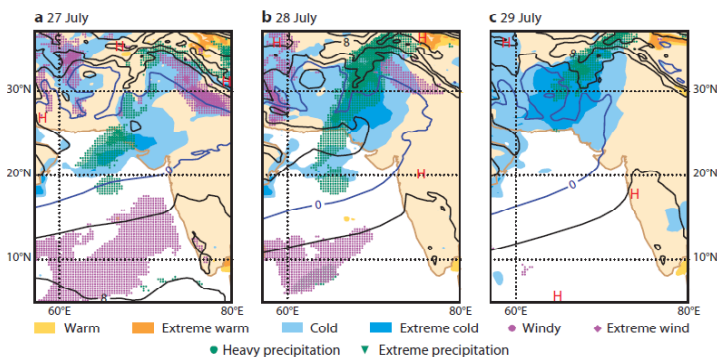 a 27 July
b 28 July
c 29 July
H
H
H
8
H
H
H
30°N
20°N
10°N
0
8
60°E
80°E
H
0
60°E
80°E
H
H
0
60°E
80°E
30°N
20°N
10°N
Warm Extreme warm Cold Extreme cold Windy Extreme wind
Heavy precipitation Extreme precipitation